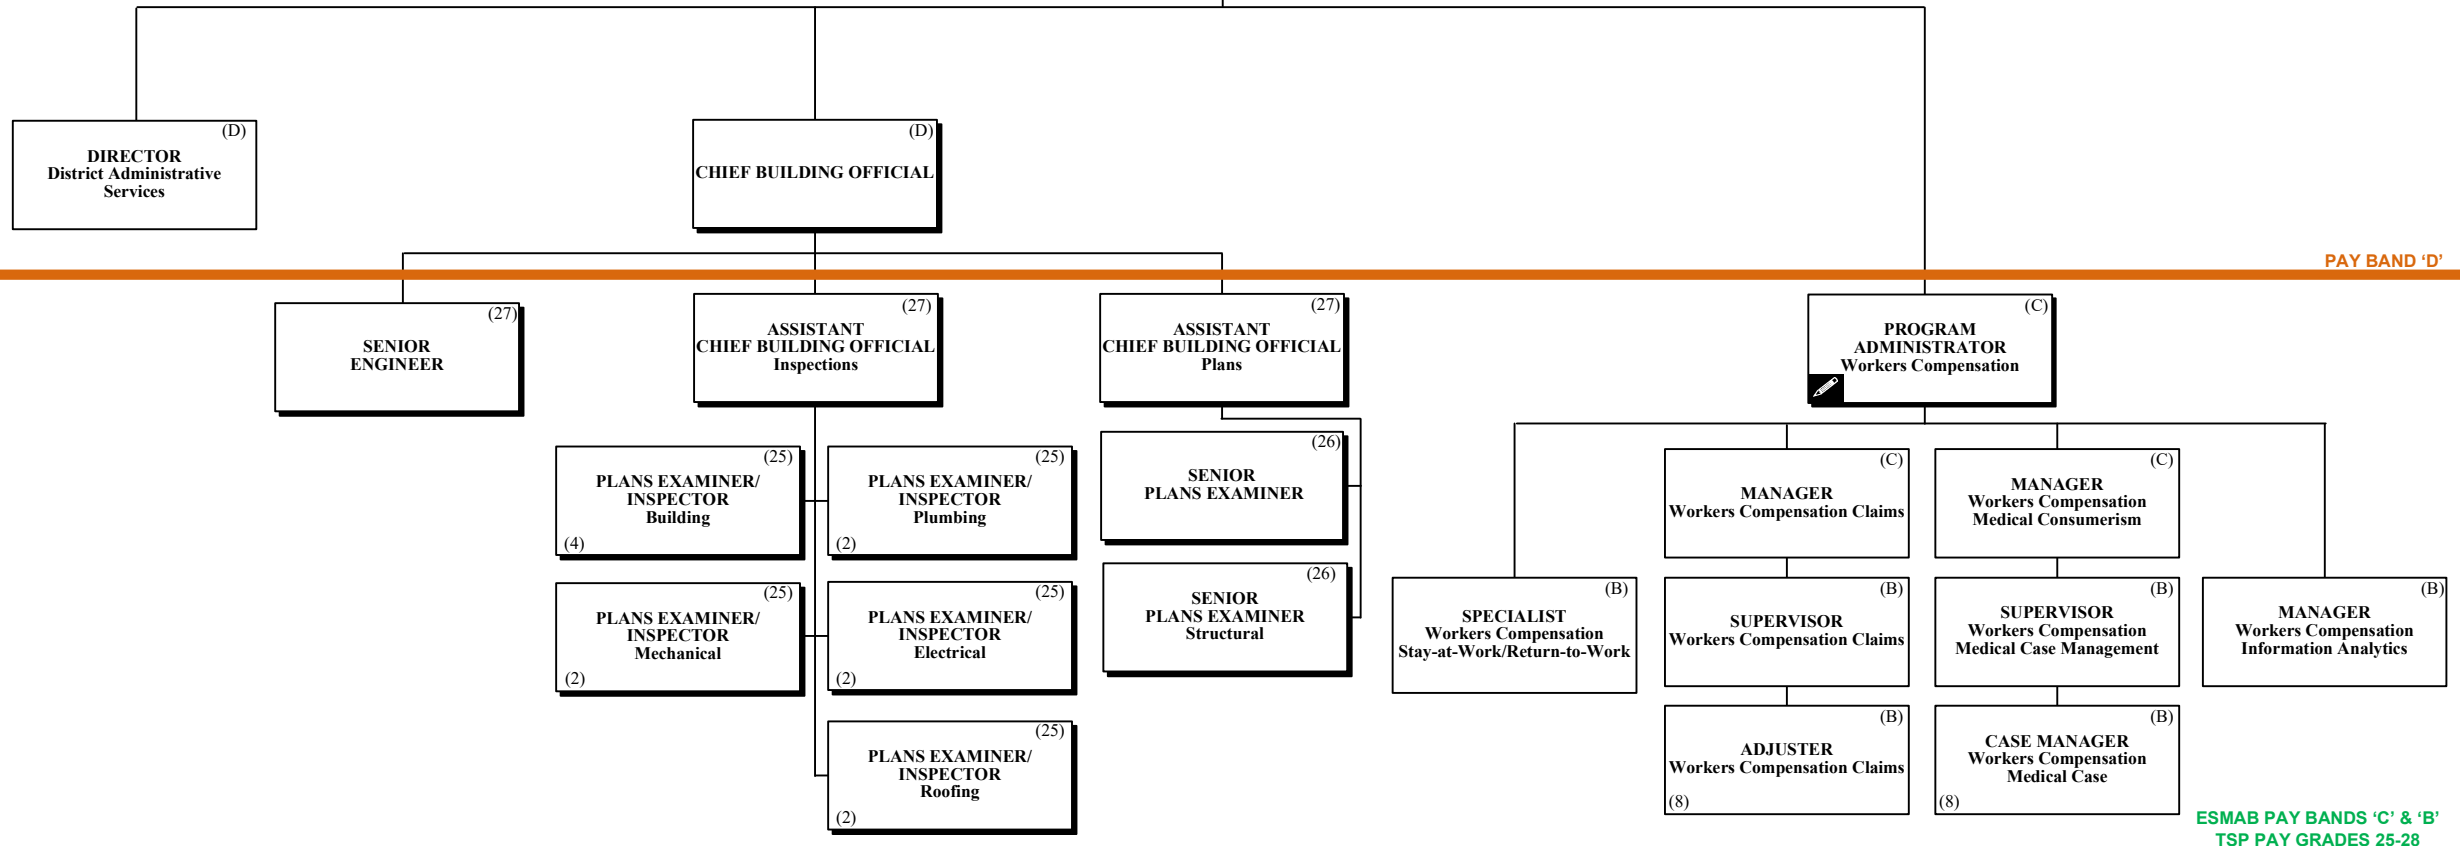 (D)
DIRECTOR
District Administrative
Services
(D)
CHIEF BUILDING OFFICIAL
PAY BAND ‘D’
(27)
SENIOR
ENGINEER
(27)
ASSISTANT
CHIEF BUILDING OFFICIAL
Inspections
(27)
ASSISTANT
CHIEF BUILDING OFFICIAL
Plans
(C)
PROGRAM
ADMINISTRATOR
Workers Compensation
(25)
PLANS EXAMINER/
INSPECTOR
Building
(4)
(25)
PLANS EXAMINER/
INSPECTOR
Plumbing
(2)
(26)
SENIOR
PLANS EXAMINER
(C)
MANAGER
Workers Compensation Claims
(C)
MANAGER
Workers Compensation
Medical Consumerism
(25)
PLANS EXAMINER/
INSPECTOR
Mechanical
(2)
(25)
PLANS EXAMINER/
INSPECTOR
Electrical
(2)
(26)
SENIOR
PLANS EXAMINER
Structural
(B)
SPECIALIST
Workers Compensation
Stay-at-Work/Return-to-Work
(B)
SUPERVISOR
Workers Compensation Claims
(B)
SUPERVISOR
Workers Compensation
Medical Case Management
(B)
MANAGER
Workers Compensation
Information Analytics
(25)
PLANS EXAMINER/
INSPECTOR
Roofing
(2)
(B)
ADJUSTER
Workers Compensation Claims
(8)
(B)
CASE MANAGER
Workers Compensation
Medical Case
(8)
ESMAB PAY BANDS ‘C’ & ‘B’
TSP PAY GRADES 25-28